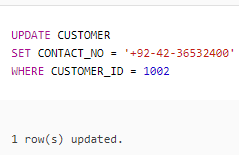 UPDATE CUSTOMER
SET CONTACT_NO = '+92-42-36532400'
WHERE CUSTOMER_ID = 1002
1 row(s) updated.